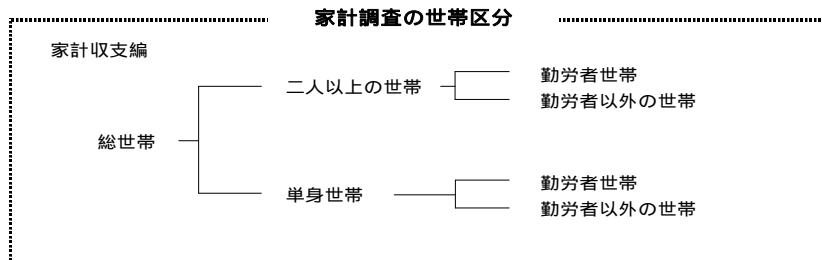 家計調査の世帯区分
家計収支編
総世帯
二人以上の世帯
勤労者世帯
勤労者以外の世帯
単身世帯
勤労者世帯
勤労者以外の世帯